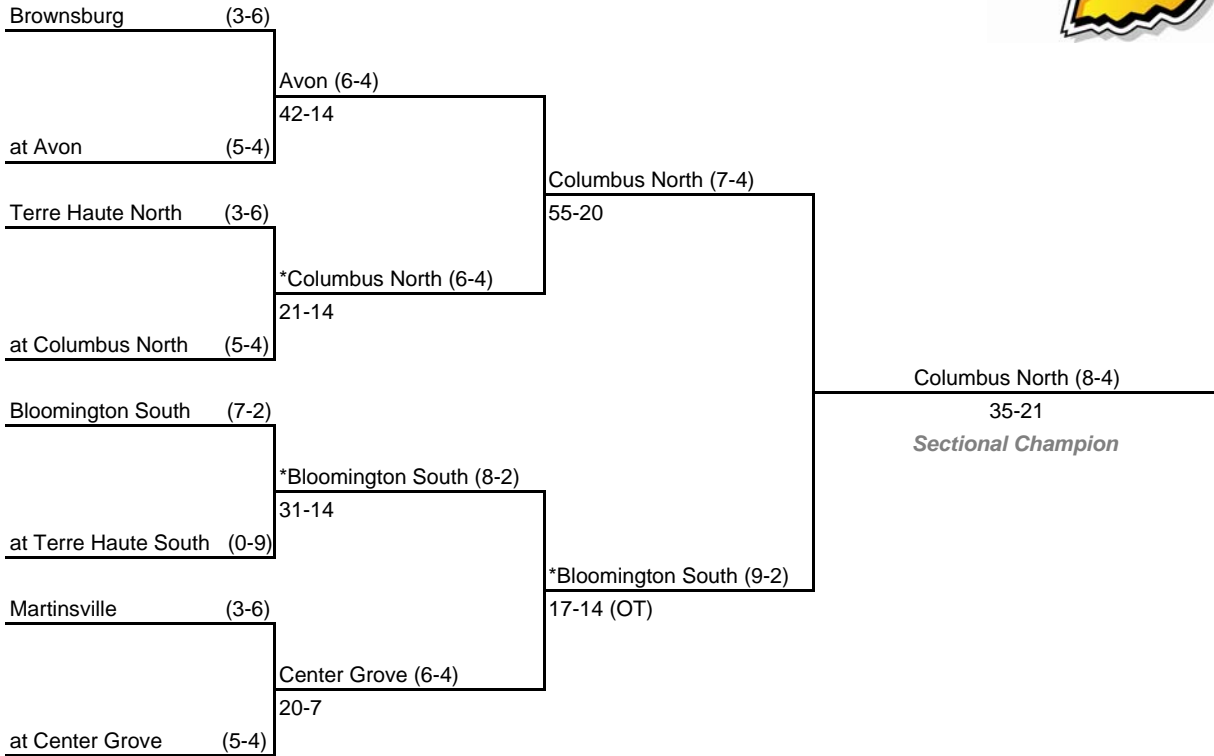 Brownsburg (3-6)
Avon (6-4)
42-14
at Avon (5-4)
Columbus North (7-4)
55-20
Terre Haute North (3-6)
*Columbus North (6-4)
21-14
at Columbus North (5-4)
Columbus North (8-4)
35-21
Sectional Champion
Bloomington South (7-2)
*Bloomington South (8-2)
31-14
at Terre Haute South (0-9)
*Bloomington South (9-2)
17-14 (OT)
Martinsville (3-6)
Center Grove (6-4)
20-7
at Center Grove (5-4)